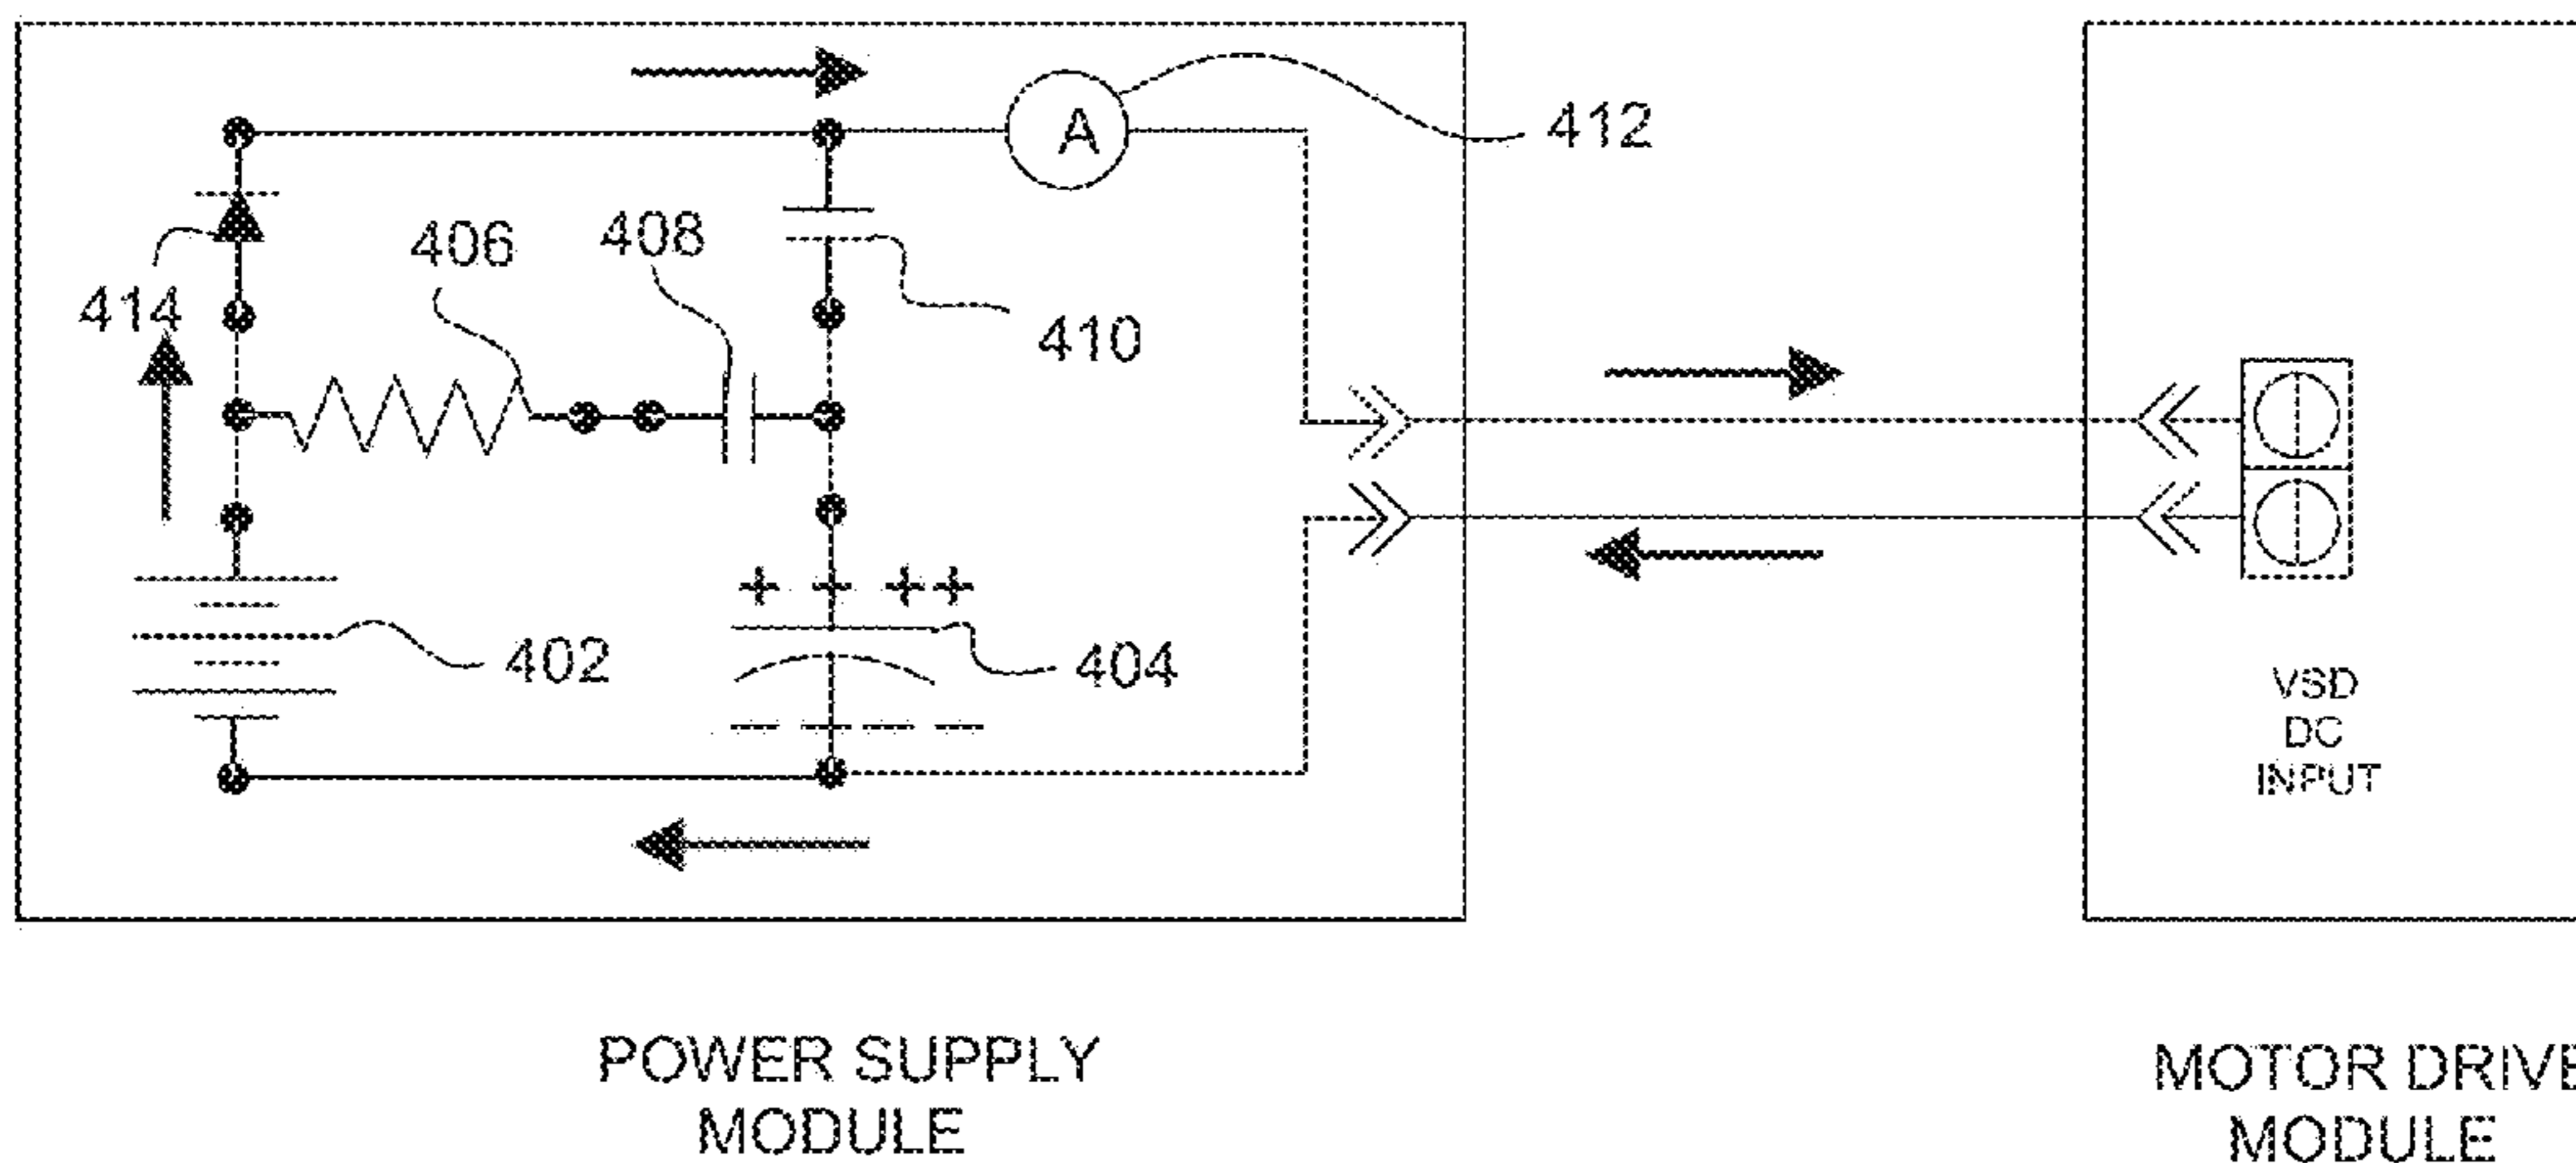 A
412
406
408
414
410
402
404
VSD
DC
INPUT
POWER SUPPLY
MODULE
MOTOR DRIVE
MODULE